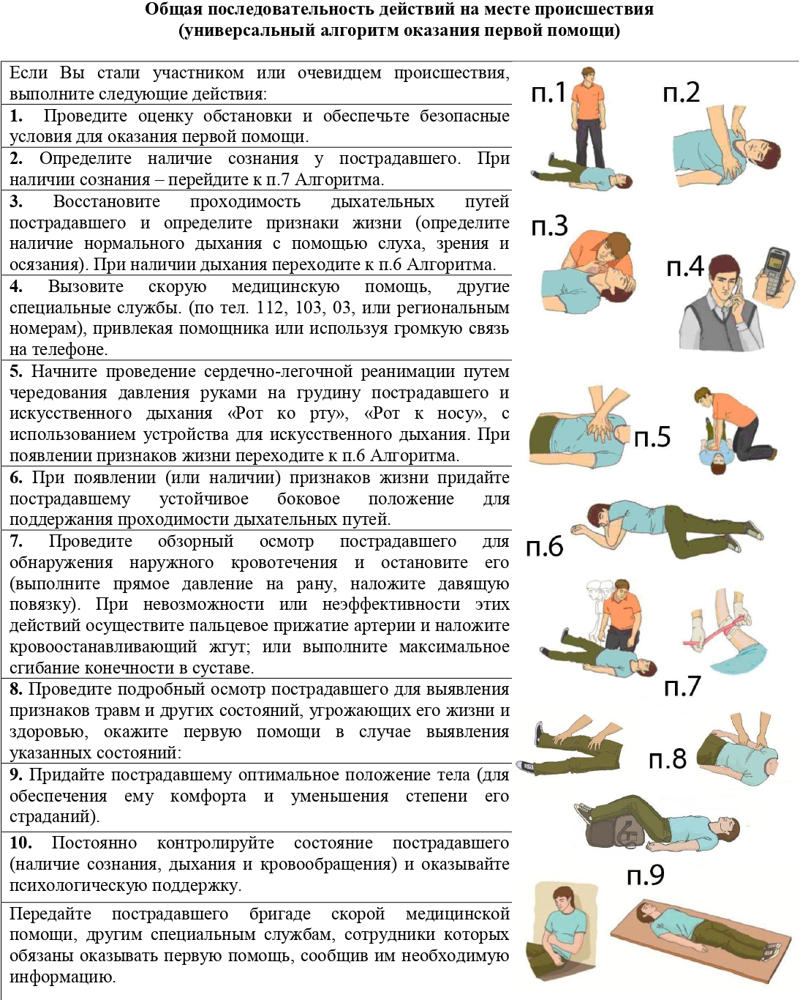 Общая последовательность действий на месте происшествия
(универсальный алгоритм оказания первой помощи)
Если Вы стали участником или очевидцем происшествия,
выполните следующие действия:
1. Проведите оценку обстановки и обеспечьте безопасные
условия для оказания первой помощи.
2. Определите наличие сознания у пострадавшего. При
наличии сознания – перейдите к п.7 Алгоритма.
3. Восстановите проходимость дыхательных путей
пострадавшего и определите признаки жизни (определите
наличие нормального дыхания с помощью слуха, зрения и
осязания). При наличии дыхания переходите к п.6 Алгоритма.
4. Вызовите скорую медицинскую помощь, другие
специальные службы. (по тел. 112, 103, 03, или региональным
номерам), привлекая помощника или используя громкую связь
на телефоне.
5. Начните проведение сердечно-легочной реанимации путем
чередования давления руками на грудину пострадавшего и
искусственного дыхания «Рот ко рту», «Рот к носу», с
использованием устройства для искусственного дыхания. При
появлении признаков жизни переходите к п.6 Алгоритма.
6. При появлении (или наличии) признаков жизни придайте
пострадавшему устойчивое боковое положение для
поддержания проходимости дыхательных путей.
7. Проведите обзорный осмотр пострадавшего для
обнаружения наружного кровотечения и остановите его
(выполните прямое давление на рану, наложите давящую
повязку). При невозможности или неэффективности этих
действий осуществите пальцевое прижатие артерии и наложите
кровоостанавливающий жгут; или выполните максимальное
сгибание конечности в суставе.
8. Проведите подробный осмотр пострадавшего для выявления
признаков травм и других состояний, угрожающих его жизни и
здоровью, окажите первую помощи в случае выявления
указанных состояний:
9. Придайте пострадавшему оптимальное положение тела (для
обеспечения ему комфорта и уменьшения степени его
страданий).
10. Постоянно контролируйте состояние пострадавшего
(наличие сознания, дыхания и кровообращения) и оказывайте
психологическую поддержку.
Передайте пострадавшего бригаде скорой медицинской
помощи, другим специальным службам, сотрудники которых
обязаны оказывать первую помощь, сообщив им необходимую
информацию.
п.1
п.2
п.3
п.4
п.5
п.6
п.7
п.8
п.9